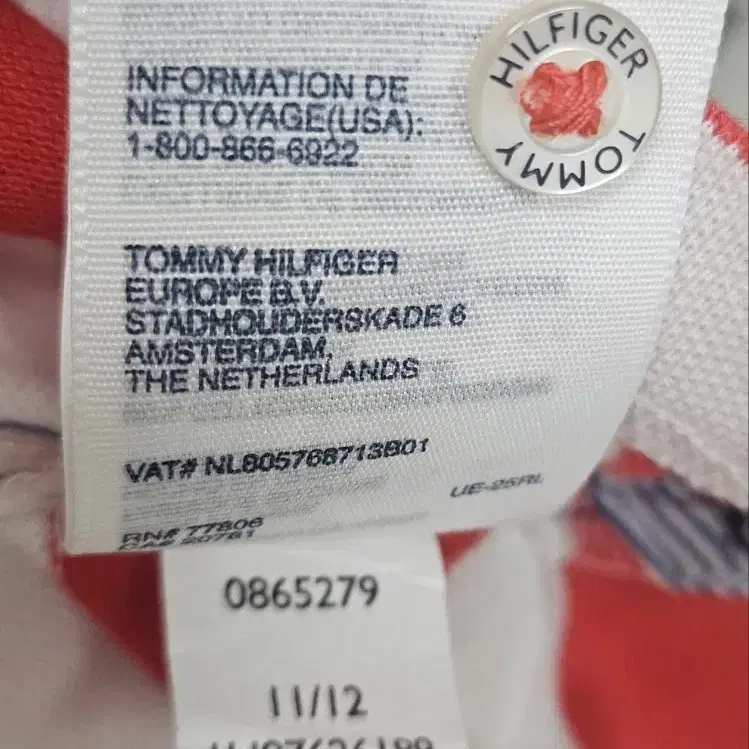 HILFIGER
TOMMY
INFORMATION DE
NETTOYAGE(USA):
1-800-866-6922
TOMMY HILFIGER
EUROPE B.V.
STADHOUDERSKADE 6
AMSTERDAM,
THE NETHERLANDS
VAT# NL805768713B01
UE-25RL
RN# 77806
0865279
11/12